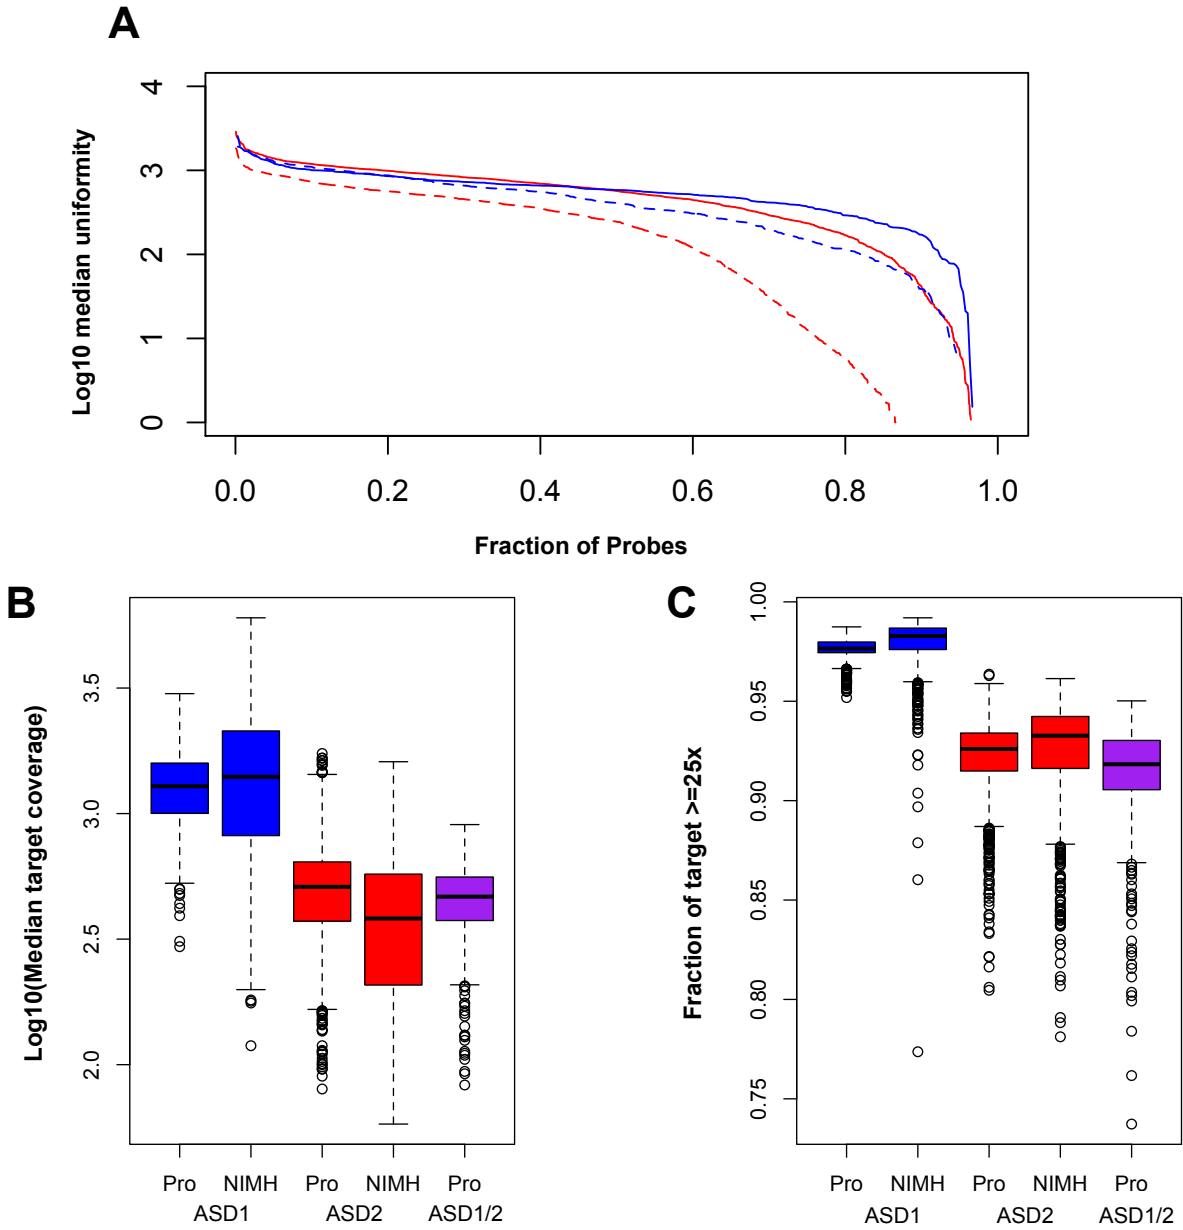 A
Log10 median uniformity
4
3
2
1
0
0.0 0.2 0.4 0.6 0.8 1.0
Fraction of Probes
B
Log10(Median target coverage)
3.5
3.0
2.5
2.0
Pro NIMH Pro NIMH Pro
ASD1 ASD2 ASD1/2
C
Fraction of target >=25x
1.00
0.95
0.90
0.85
0.80
0.75
Pro NIMH Pro NIMH Pro
ASD1 ASD2 ASD1/2